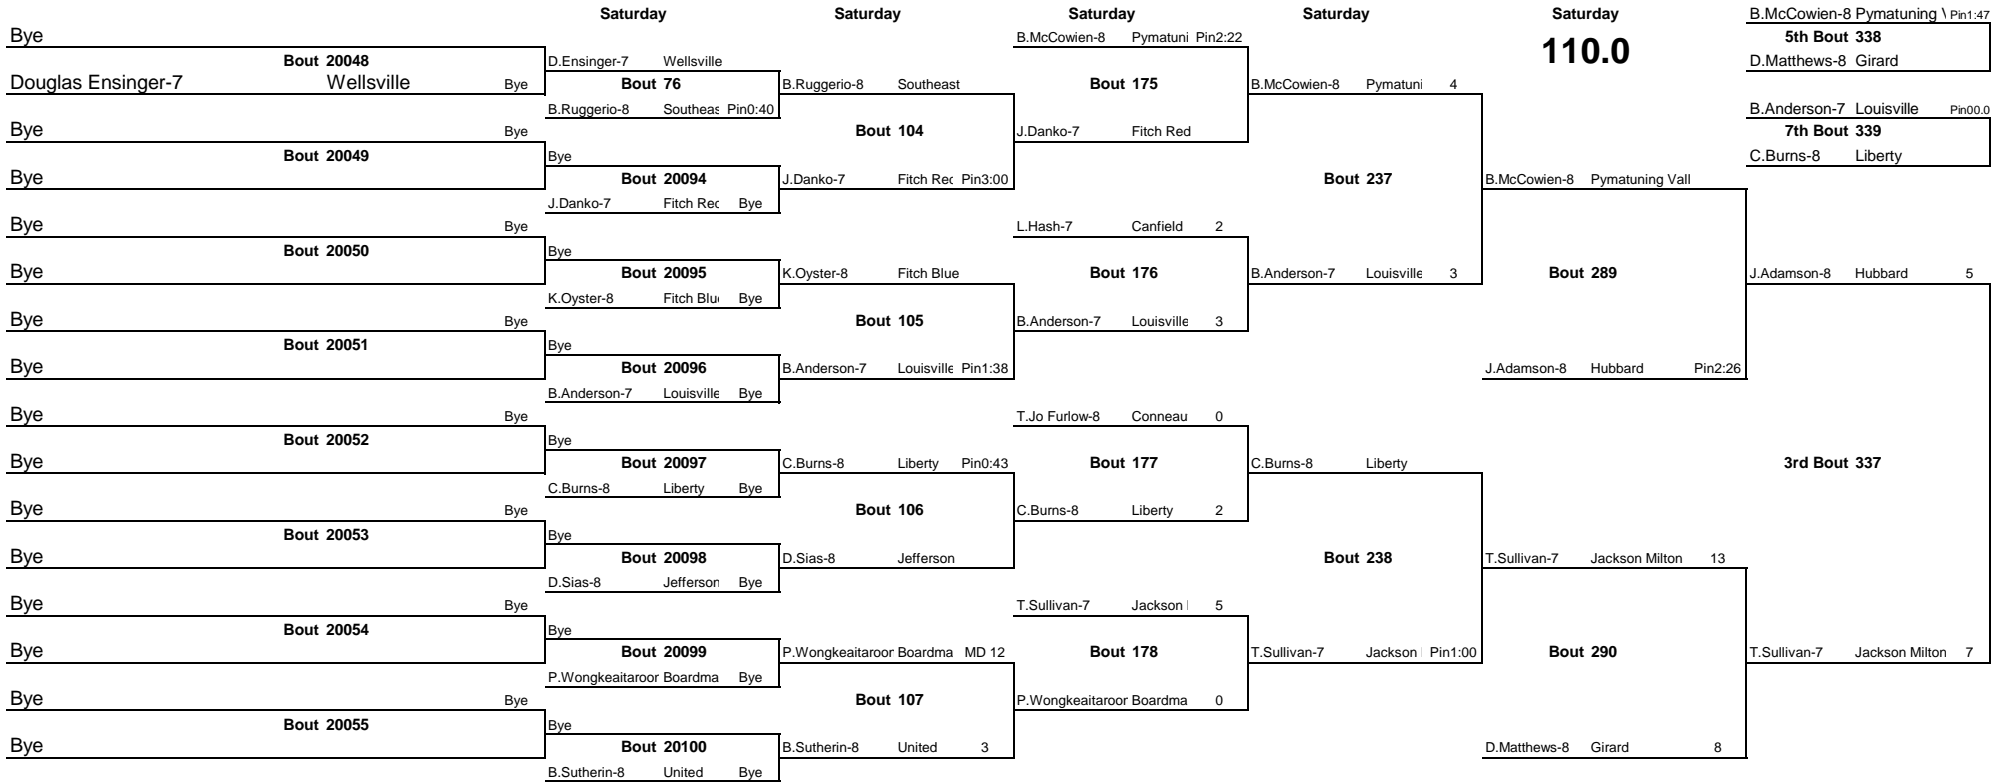 Saturday Saturday Saturday Saturday Saturday
110.0
Bye
Bout 20048
Douglas Ensinger-7 Wellsville Bye
Bye Bye
Bout 20049
Bye
Bye Bye
Bout 20050
Bye
Bye Bye
Bout 20051
Bye
Bye Bye
Bout 20052
Bye
Bye Bye
Bout 20053
Bye
Bye Bye
Bout 20054
Bye
Bye Bye
Bout 20055
Bye
D.Ensinger-7 Wellsville
Bout 76
B.Ruggerio-8 Southeas Pin0:40
Bye
Bout 20094
J.Danko-7 Fitch Rec Bye
Bye
Bout 20095
K.Oyster-8 Fitch Blu Bye
Bye
Bout 20096
B.Anderson-7 Louisville Bye
Bye
Bout 20097
C.Burns-8 Liberty Bye
Bye
Bout 20098
D.Sias-8 Jefferson Bye
Bye
Bout 20099
P.Wongkeaitaroor Boardma Bye
Bye
Bout 20100
B.Sutherin-8 United Bye
B.Ruggerio-8 Southeast
Bout 104
J.Danko-7 Fitch Rec Pin3:00
K.Oyster-8 Fitch Blue
Bout 105
B.Anderson-7 Louisville Pin1:38
C.Burns-8 Liberty Pin0:43
Bout 106
D.Sias-8 Jefferson
P.Wongkeaitaroor Boardma MD 12
Bout 107
B.Sutherin-8 United 3
B.McCowien-8 Pymatuni Pin2:22
Bout 175
J.Danko-7 Fitch Red
L.Hash-7 Canfield 2
Bout 176
B.Anderson-7 Louisville 3
T.Jo Furlow-8 Conneau 0
Bout 177
C.Burns-8 Liberty 2
T.Sullivan-7 Jackson 5
Bout 178
P.Wongkeaitaroor Boardma 0
B.McCowien-8 Pymatuni 4
Bout 237
B.Anderson-7 Louisville 3
C.Burns-8 Liberty
Bout 238
T.Sullivan-7 Jackson Pin1:00
B.McCowien-8 Pymatuning Vall
Bout 289
J.Adamson-8 Hubbard Pin2:26
T.Sullivan-7 Jackson Milton 13
Bout 290
D.Matthews-8 Girard 8
B.McCowien-8 Pymatuning Pin1:47
5th Bout 338
D.Matthews-8 Girard
B.Anderson-7 Louisville Pin00.0
7th Bout 339
C.Burns-8 Liberty
J.Adamson-8 Hubbard 5
3rd Bout 337
T.Sullivan-7 Jackson Milton 7